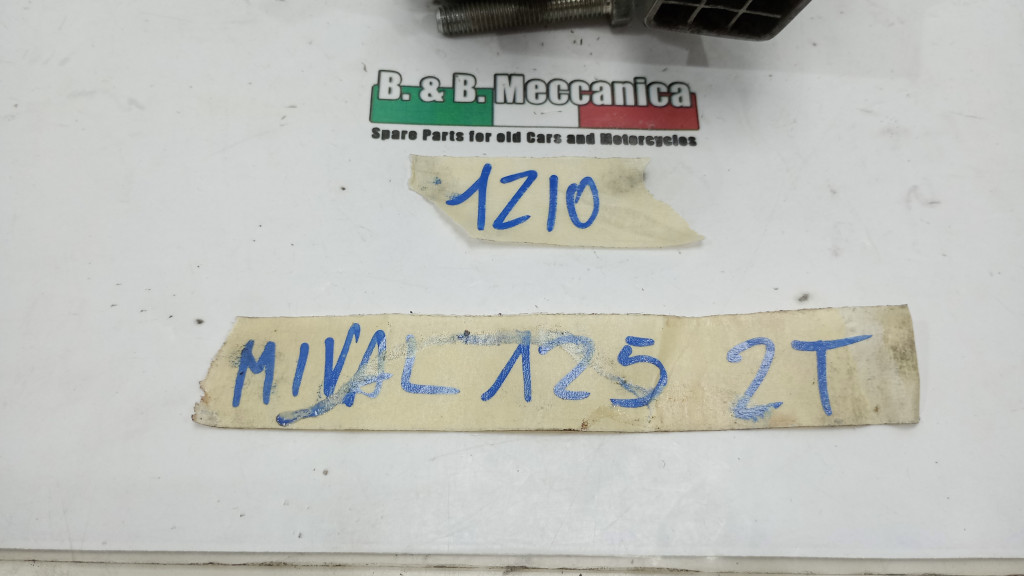 B. & B. Meccanica
Spare Parts for old Cars and Motorcycles
1210
MIVAL 125 2T